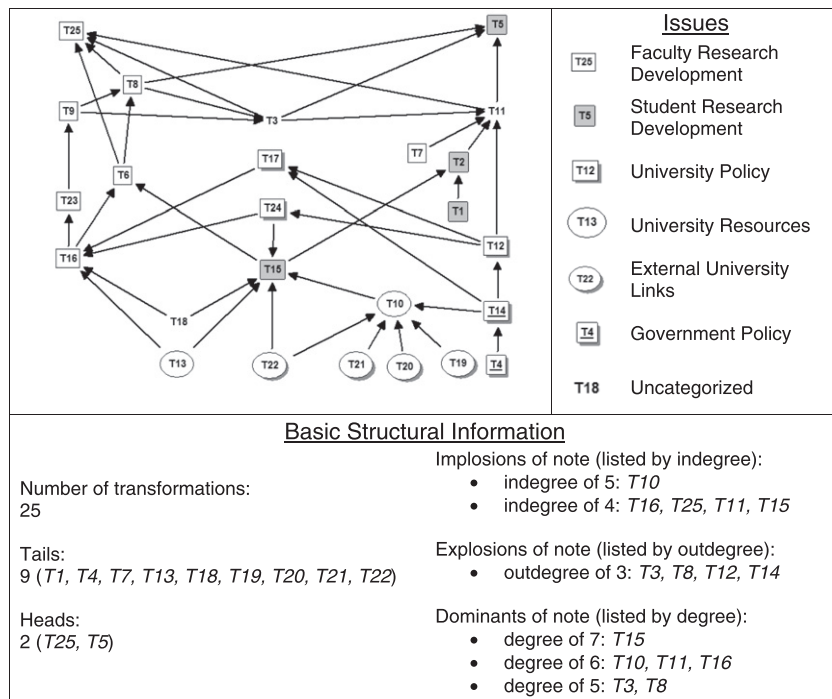 T25
T5
T8
T9
T3
T11
T7
T17
T2
T6
T23
T24
T1
T12
T16
T15
T18
T10
T14
T13
T22
T21
T20
T19
T4
Issues
T25 Faculty Research
Development
T5 Student Research
Development
T12 University Policy
T13 University Resources
T22 External University
Links
T4 Government Policy
T18 Uncategorized
Basic Structural Information
Number of transformations:
25
Tails:
9 (T1, T4, T7, T13, T18, T19, T20, T21, T22)
Heads:
2 (T25, T5)
Implosions of note (listed by indegree):
• indegree of 5: T10
• indegree of 4: T16, T25, T11, T15
Explosions of note (listed by outdegree):
• outdegree of 3: T3, T8, T12, T14
Dominants of note (listed by degree):
• degree of 7: T15
• degree of 6: T10, T11, T16
• degree of 5: T3, T8